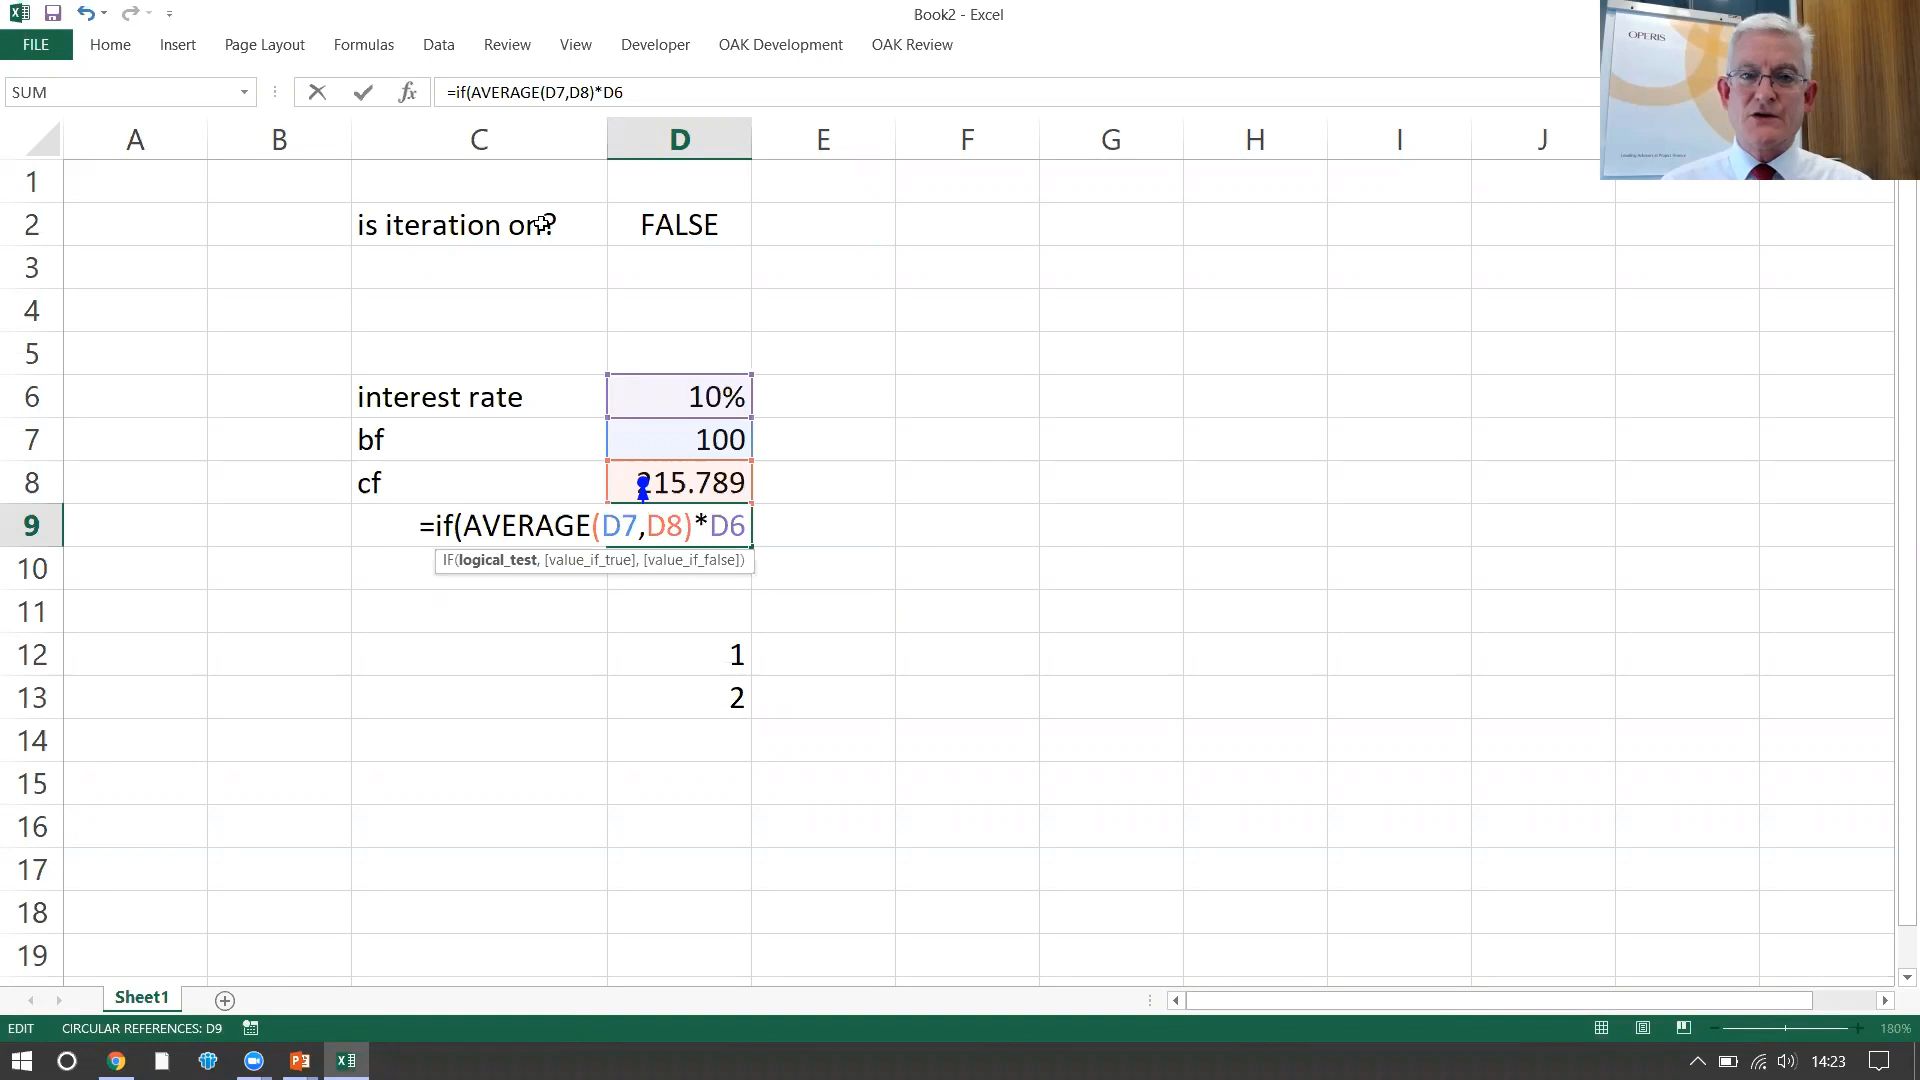 Book2 - Excel
FILE Home Insert Page Layout Formulas Data Review View Developer OAK Development OAK Review
OPERIS
SUM fx =if(AVERAGE(D7,D8)*D6
A B C D E F G H I J
1
2 is iteration on? FALSE
3
4
5
6 interest rate 10%
7 bf 100
8 cf 215.789
9 =if(AVERAGE(D7,D8)*D6
IF(logical_test, [value_if_true], [value_if_false])
10
11
12 1
13 2
14
15
16
17
18
19
Sheet1
EDIT CIRCULAR REFERENCES: D9 180%
14:23